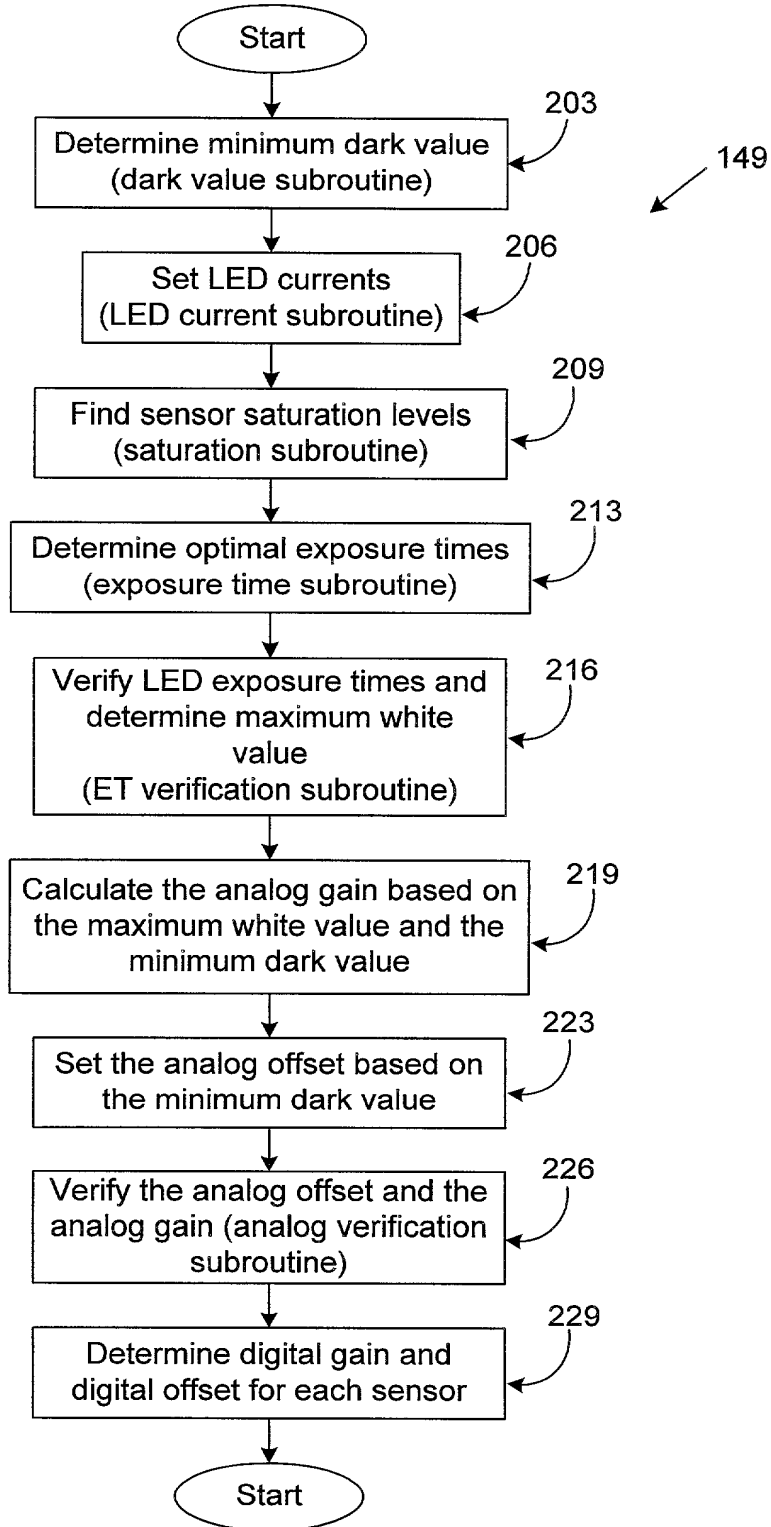 Start
203
Determine minimum dark value
(dark value subroutine)
149
206
Set LED currents
(LED current subroutine)
209
Find sensor saturation levels
(saturation subroutine)
213
Determine optimal exposure times
(exposure time subroutine)
216
Verify LED exposure times and
determine maximum white
value
(ET verification subroutine)
219
Calculate the analog gain based on
the maximum white value and the
minimum dark value
223
Set the analog offset based on
the minimum dark value
226
Verify the analog offset and the
analog gain (analog verification
subroutine)
229
Determine digital gain and
digital offset for each sensor
Start